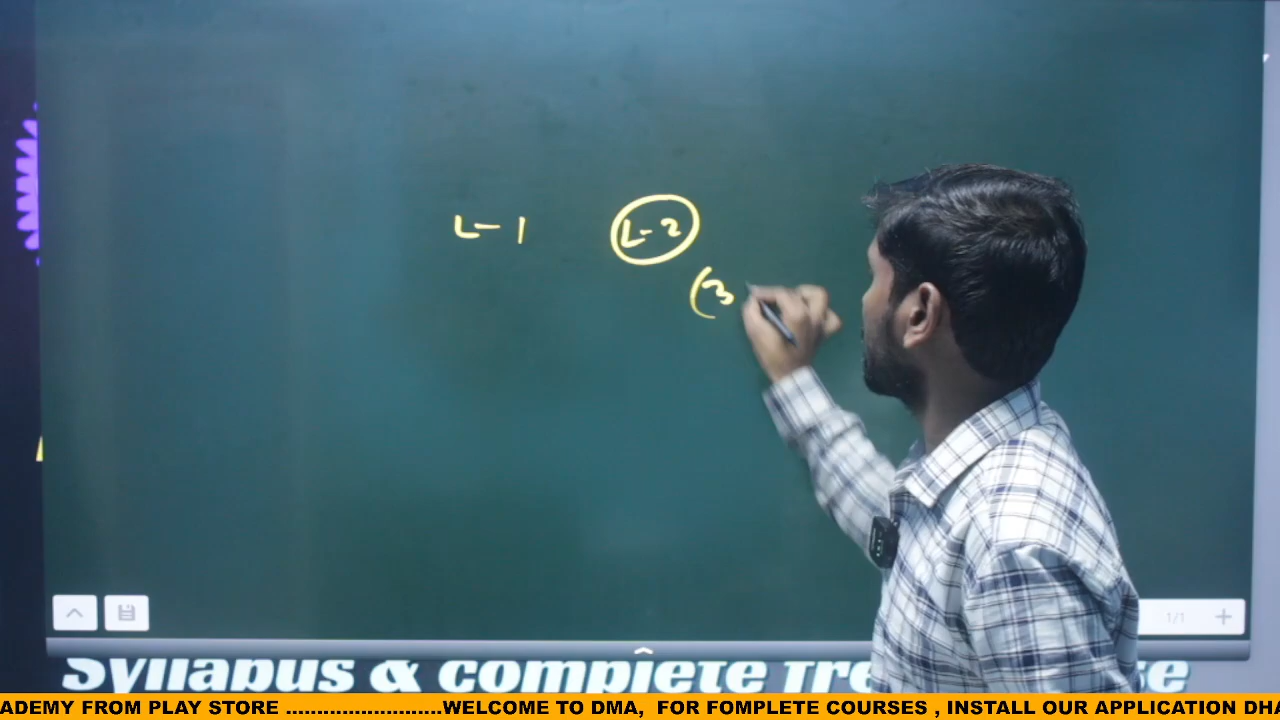 L-1 L-2
(3
1/1
Syllabus & complete
ADEMY FROM PLAY STORE ........................WELCOME TO DMA, FOR FOMPLETE COURSES , INSTALL OUR APPLICATION DHA